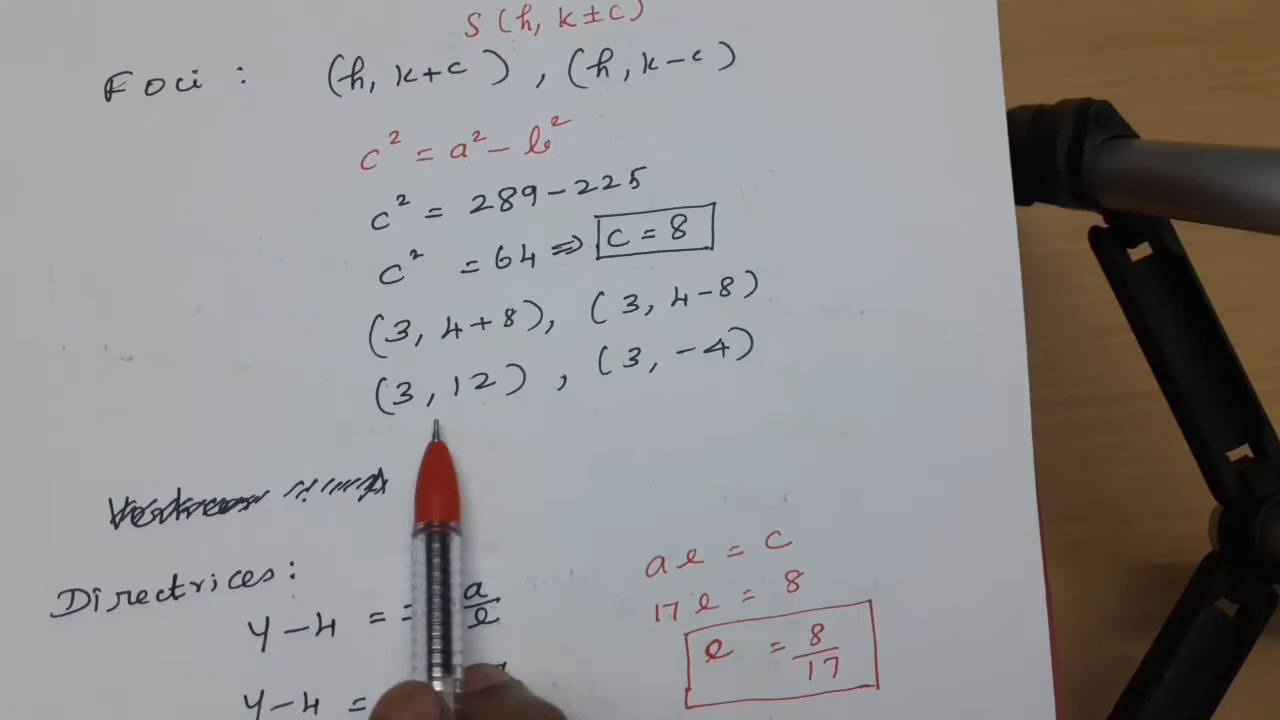 S (h, k ± c)
Foci : (h, k+c), (h, k-c)
c² = a² - b²
c² = 289 - 225
c² = 64 ⇒ c = 8
(3, 4+8), (3, 4-8)
(3, 12), (3, -4)
Directrices:
y - 4 = a/e
y - 4 =
ae = c
17e = 8
e = 8/17